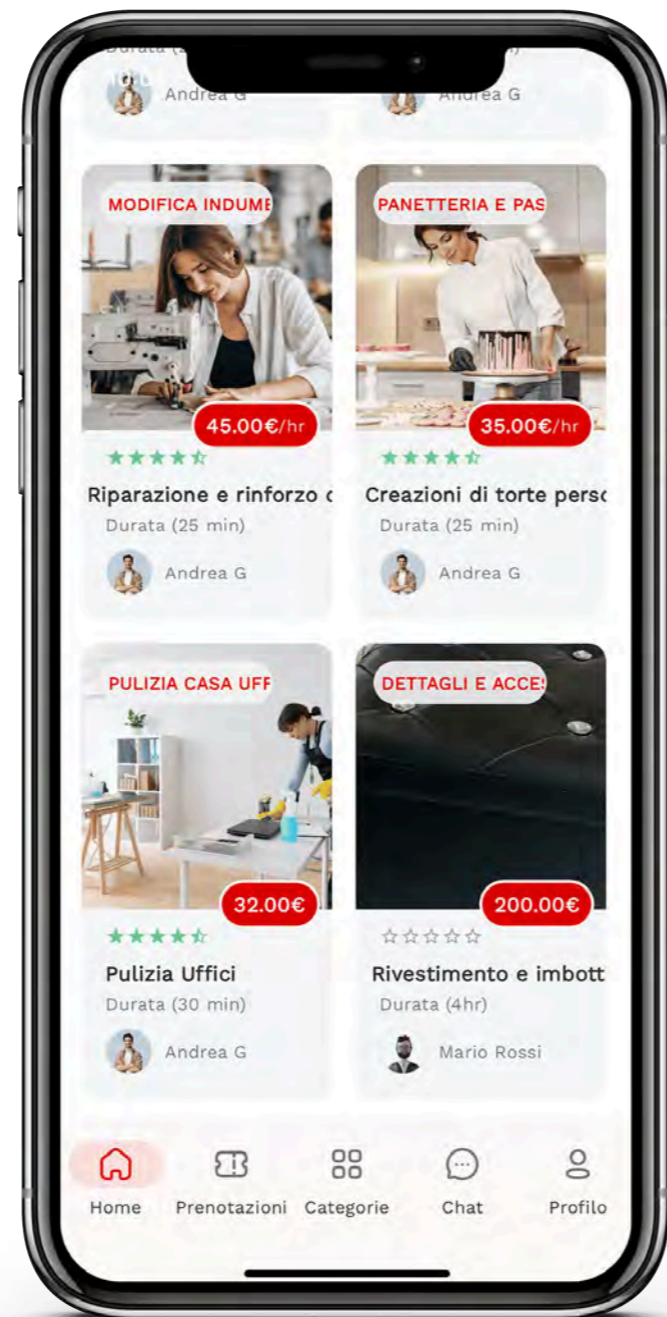 Andrea G
Andrea G
MODIFICA INDUME
PANETTERIA E PAS
45.00€/hr
35.00€/hr
Riparazione e rinforzo
Creazioni di torte perso
Durata (25 min)
Durata (25 min)
Andrea G
Andrea G
PULIZIA CASA UFF
DETTAGLI E ACCES
32.00€
200.00€
Pulizia Uffici
Rivestimento e imbott
Durata (30 min)
Durata (4hr)
Andrea G
Mario Rossi
Home
Prenotazioni
Categorie
Chat
Profilo